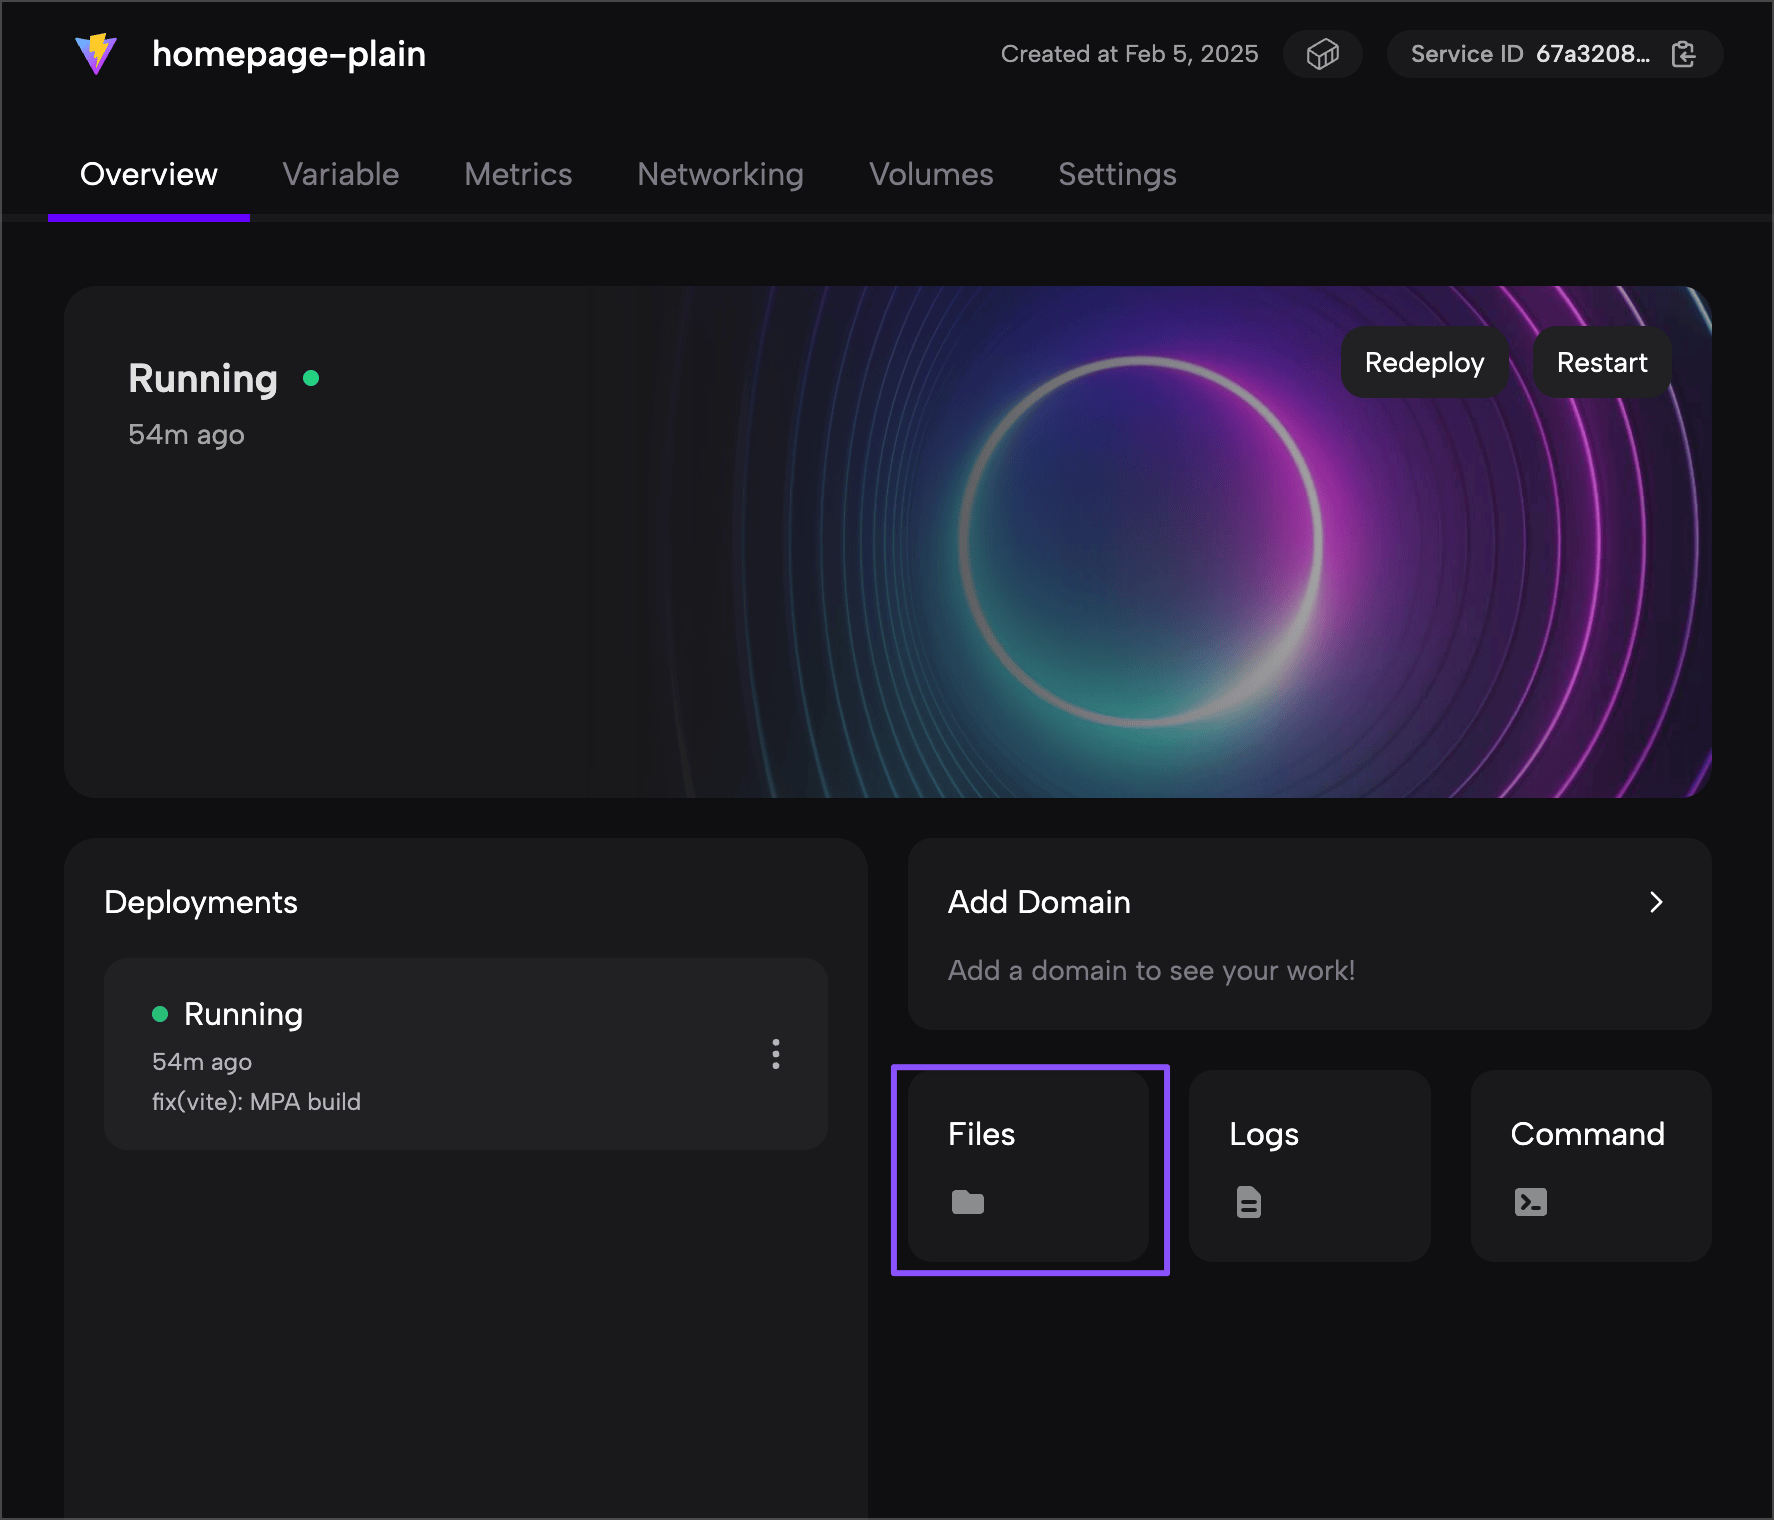 homepage-plain
Created at Feb 5, 2025
Service ID 67a3208...
Overview
Variable
Metrics
Networking
Volumes
Settings
Running
54m ago
Redeploy
Restart
Deployments
Running
54m ago
fix(vite): MPA build
Add Domain
Add a domain to see your work!
Files
Logs
Command